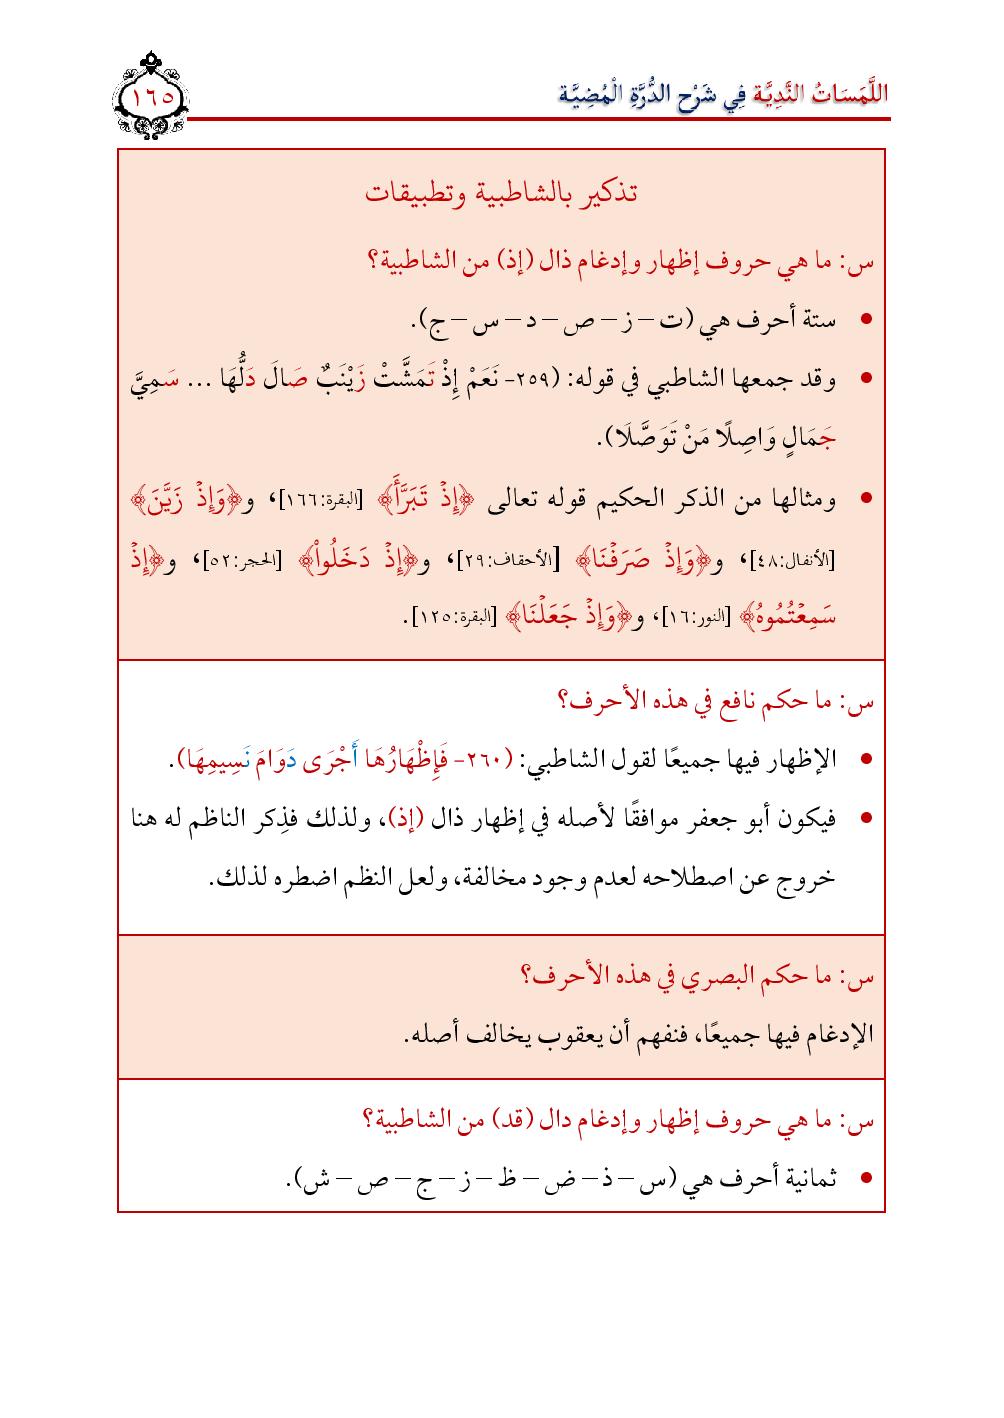 اللَّمَسَاتُ النَّدِيَّة فِي شَرْح الدُّرَّةِ الْمُضِيَّة
١٦٥
تذكير بالشاطبية وتطبيقات
س: ما هي حروف إظهار وإدغام ذال (إذ) من الشاطبية؟
ستة أحرف هي (ت – ز – ص – د – س – ج).
وقد جمعها الشاطبي في قوله: (٢٥٩- نَعَمْ إِذْ تَمَشَّتْ زَيْنَبٌ صَالَ دَلُّهَا ... سَمِيَّ
جَمَالٍ وَاصِلًا مَنْ تَوَصَّلَا).
ومثالها من الذكر الحكيم قوله تعالى ﴿إِذْ تَبَرَّأَ﴾ [البقرة:١٦٦]، و﴿وَإِذْ زَيَّنَ﴾
[الأنفال:٤٨]، و﴿وَإِذْ صَرَفْنَا﴾ [الأحقاف:٢٩]، و﴿إِذْ دَخَلُواْ﴾ [الحجر:٥٢]، و﴿إِذْ
سَمِعْتُمُوهُ﴾ [النور:١٦]، و﴿وَإِذْ جَعَلْنَا﴾ [البقرة:١٢٥].
س: ما حكم نافع في هذه الأحرف؟
الإظهار فيها جميعًا لقول الشاطبي: (٢٦٠- فَإِظْهَارُهَا أَجْرَى دَوَامَ نَسِيمِهَا).
فيكون أبو جعفر موافقًا لأصله في إظهار ذال (إذ)، ولذلك فذِكر الناظم له هنا
خروج عن اصطلاحه لعدم وجود مخالفة، ولعل النظم اضطره لذلك.
س: ما حكم البصري في هذه الأحرف؟
الإدغام فيها جميعًا، فنفهم أن يعقوب يخالف أصله.
س: ما هي حروف إظهار وإدغام دال (قد) من الشاطبية؟
ثمانية أحرف هي (س – ذ – ض – ظ – ز – ج – ص – ش).